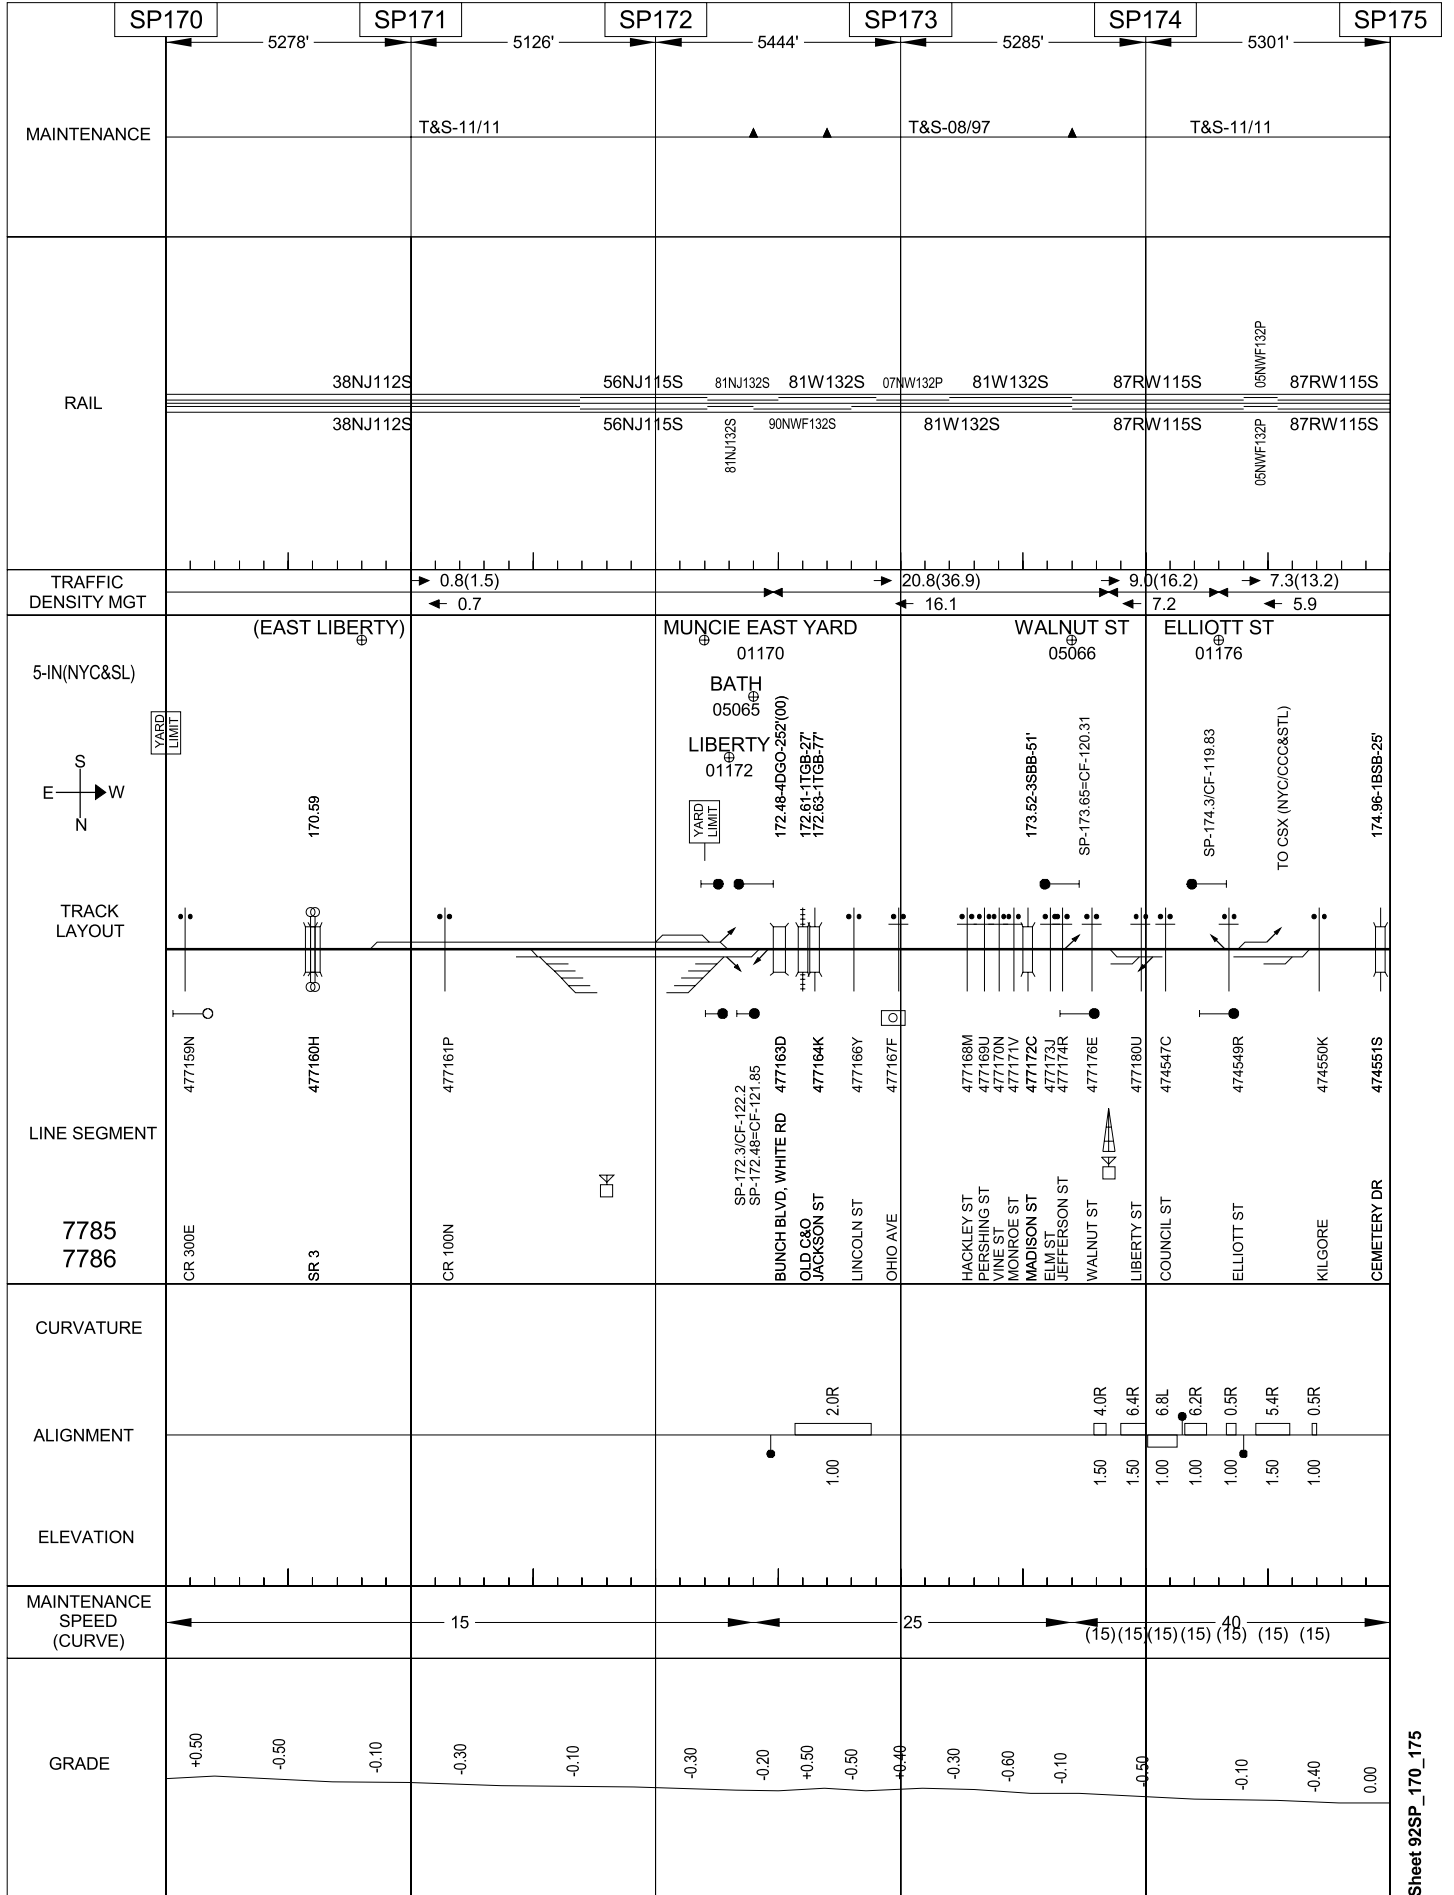 SP170 SP171 SP172 SP173 SP174 SP175
5278' 5126' 5444' 5285' 5301'
MAINTENANCE
T&S-11/11 T&S-08/97 T&S-11/11
RAIL
05NWF132P
38NJ112S 56NJ115S 81NJ132S 81W132S 07NW132P 81W132S 87RW115S 87RW115S
38NJ112S 56NJ115S 90NWF132S 81W132S 87RW115S 87RW115S
81NJ132S
05NWF132P
TRAFFIC
DENSITY MGT
0.8(1.5) 20.8(36.9) 9.0(16.2) 7.3(13.2)
0.7 16.1 7.2 5.9
(EAST LIBERTY) MUNCIE EAST YARD WALNUT ST ELLIOTT ST
01170 05066 01176
5-IN(NYC&SL)
BATH
05065
LIBERTY
01172
YARD
LIMIT
YARD
LIMIT
S
E W
N
170.59
172.48-4DGO-252'(00)
172.61-1TGB-27'
172.63-1TGB-77'
173.52-3SBB-51'
SP-173.65=CF-120.31
SP-174.3/CF-119.83
TO CSX (NYC/CCC&STL)
174.96-1BSB-25'
TRACK
LAYOUT
477159N
477160H
477161P
477163D
477164K
477166Y
477167F
477168M
477169U
477170N
477171V
477172C
477173J
477174R
477176E
477180U
474547C
474549R
474550K
474551S
LINE SEGMENT
7785
7786
SP-172.3/CF-122.2
SP-172.48=CF-121.85
CR 300E
SR 3
CR 100N
BUNCH BLVD, WHITE RD
OLD C&O
JACKSON ST
LINCOLN ST
OHIO AVE
HACKLEY ST
PERSHING ST
VINE ST
MONROE ST
MADISON ST
ELM ST
JEFFERSON ST
WALNUT ST
LIBERTY ST
COUNCIL ST
ELLIOTT ST
KILGORE
CEMETERY DR
CURVATURE
2.0R 4.0R 6.4R 6.8L 6.2R 0.5R 5.4R 0.5R
ALIGNMENT
1.00 1.50 1.50 1.00 1.00 1.00 1.50 1.00
ELEVATION
MAINTENANCE
SPEED
(CURVE)
15 25 40
(15) (15) (15) (15) (15) (15) (15)
GRADE
+0.50 -0.50 -0.10 -0.30 -0.10 -0.30 -0.20 +0.50 -0.50 +0.40 -0.30 -0.60 -0.10 -0.50 -0.10 -0.40 0.00
Sheet 92SP_170_175